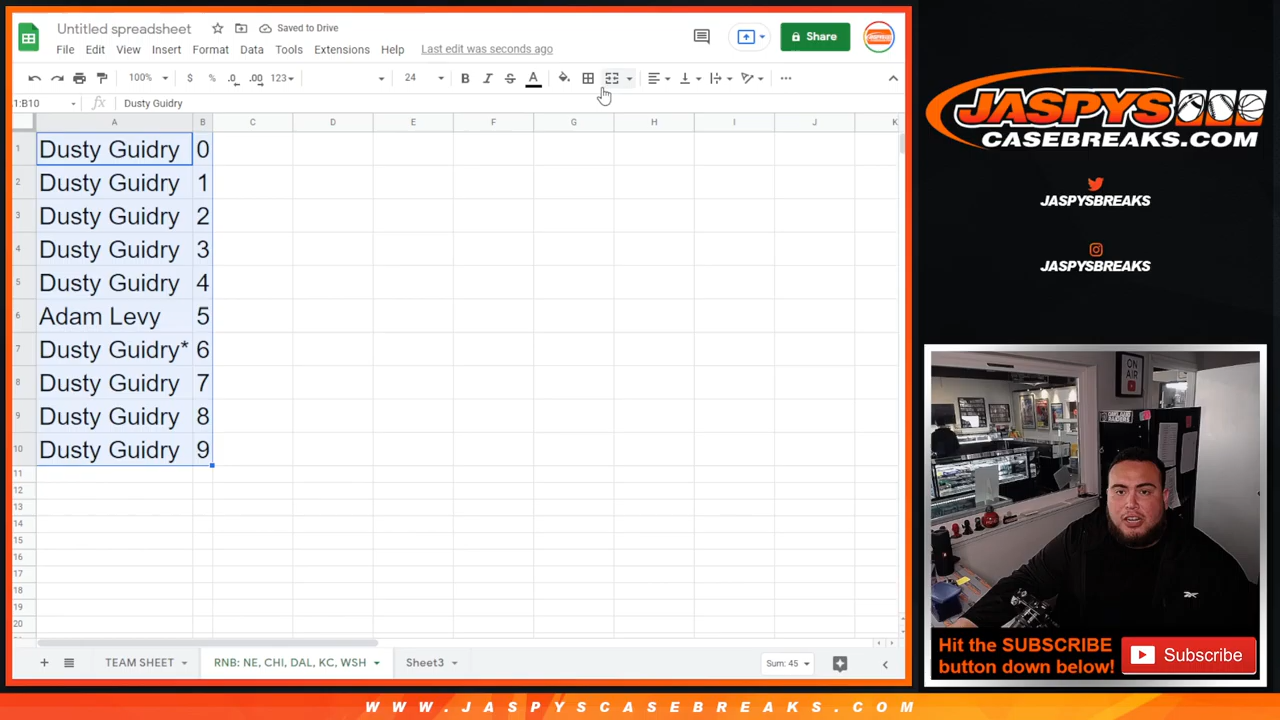 Untitled spreadsheet
Saved to Drive
File Edit View Insert Format Data Tools Extensions Help Last edit was seconds ago
Share
100% $ % .0 .00 123 24 B I S A
1:B10 fx Dusty Guidry
A B C D E F G H I J K
1 Dusty Guidry 0
2 Dusty Guidry 1
3 Dusty Guidry 2
4 Dusty Guidry 3
5 Dusty Guidry 4
6 Adam Levy 5
7 Dusty Guidry* 6
8 Dusty Guidry 7
9 Dusty Guidry 8
10 Dusty Guidry 9
11
12
13
14
15
16
17
18
19
20
TEAM SHEET RNB: NE, CHI, DAL, KC, WSH Sheet3 Sum: 45
JASPYS
CASEBREAKS.COM
JASPYSBREAKS
JASPYSBREAKS
ON AIR
Hit the SUBSCRIBE
button down below!
Subscribe
WWW.JASPYSCASEBREAKS.COM